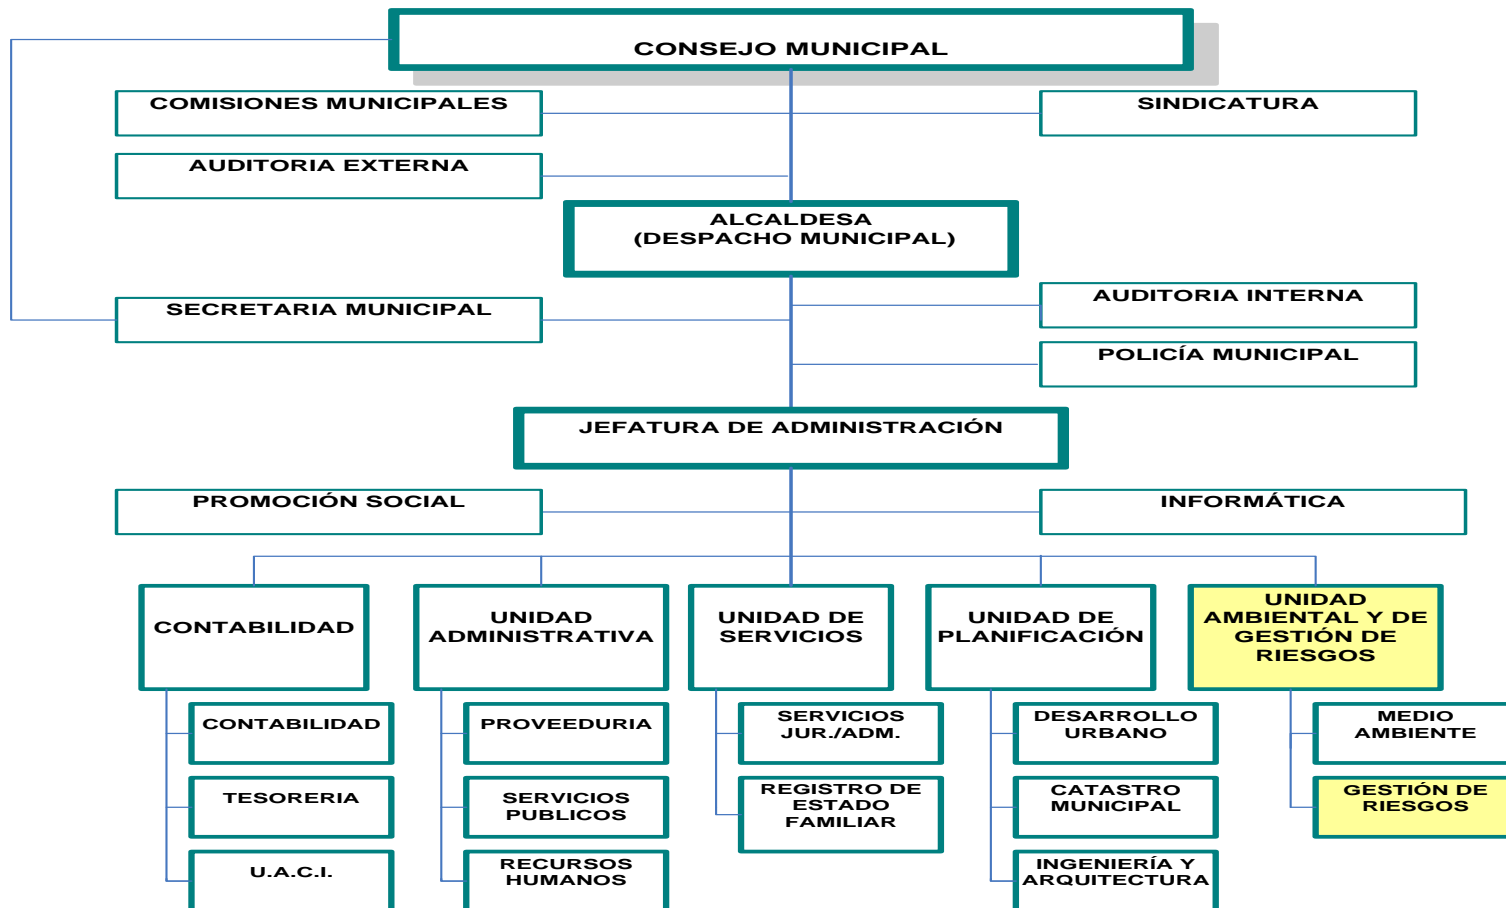 CONSEJO MUNICIPAL
COMISIONES MUNICIPALES
SINDICATURA
AUDITORIA EXTERNA
ALCALDESA
(DESPACHO MUNICIPAL)
SECRETARIA MUNICIPAL
AUDITORIA INTERNA
POLICÍA MUNICIPAL
JEFATURA DE ADMINISTRACIÓN
PROMOCIÓN SOCIAL
INFORMÁTICA
CONTABILIDAD
UNIDAD
ADMINISTRATIVA
UNIDAD DE
SERVICIOS
UNIDAD DE
PLANIFICACIÓN
UNIDAD
AMBIENTAL Y DE
GESTIÓN DE
RIESGOS
CONTABILIDAD
TESORERIA
U.A.C.I.
PROVEEDURIA
SERVICIOS
PUBLICOS
RECURSOS
HUMANOS
SERVICIOS
JUR./ADM.
REGISTRO DE
ESTADO
FAMILIAR
DESARROLLO
URBANO
CATASTRO
MUNICIPAL
INGENIERÍA Y
ARQUITECTURA
MEDIO
AMBIENTE
GESTIÓN DE
RIESGOS